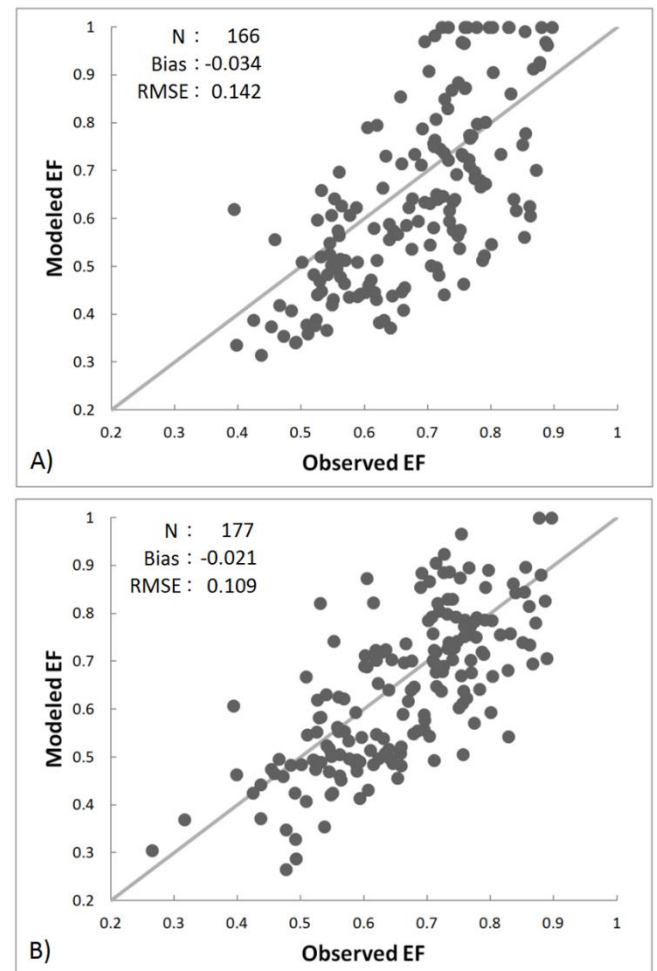 N : 166
Bias : -0.034
RMSE : 0.142
1
0.9
0.8
0.7
0.6
0.5
0.4
0.3
0.2
Modeled EF
0.2 0.3 0.4 0.5 0.6 0.7 0.8 0.9 1
A) Observed EF
N : 177
Bias : -0.021
RMSE : 0.109
1
0.9
0.8
0.7
0.6
0.5
0.4
0.3
0.2
Modeled EF
0.2 0.3 0.4 0.5 0.6 0.7 0.8 0.9 1
B) Observed EF